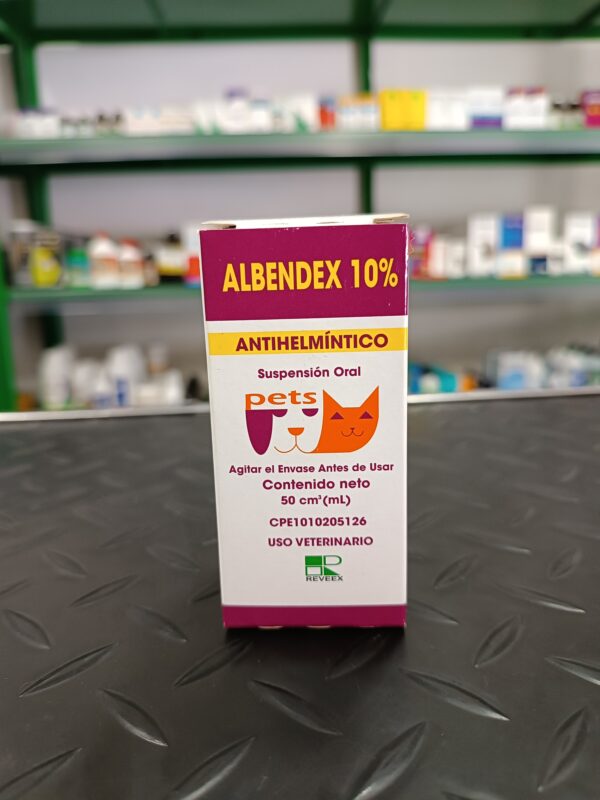 ALBENDEX 10%
ANTIHELMÍNTICO
Suspensión Oral
pets
Agitar el Envase Antes de Usar
Contenido neto
50 cm³(mL)
CPE1010205126
USO VETERINARIO
REVEEX